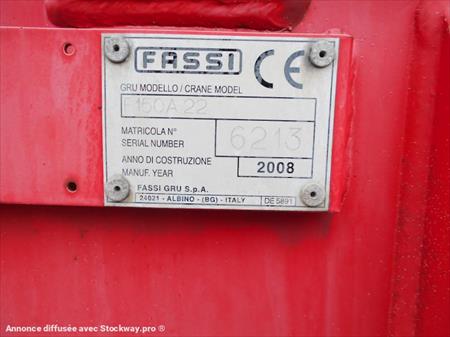 FASSI CE
GRU MODELLO / CRANE MODEL
F150A 22
MATRICOLA N°
SERIAL NUMBER
6213
ANNO DI COSTRUZIONE
MANUF. YEAR
2008
FASSI GRU S.p.A.
24021 - ALBINO - (BG) - ITALY
DE 5891
Annonce diffusée avec Stockway.pro ®